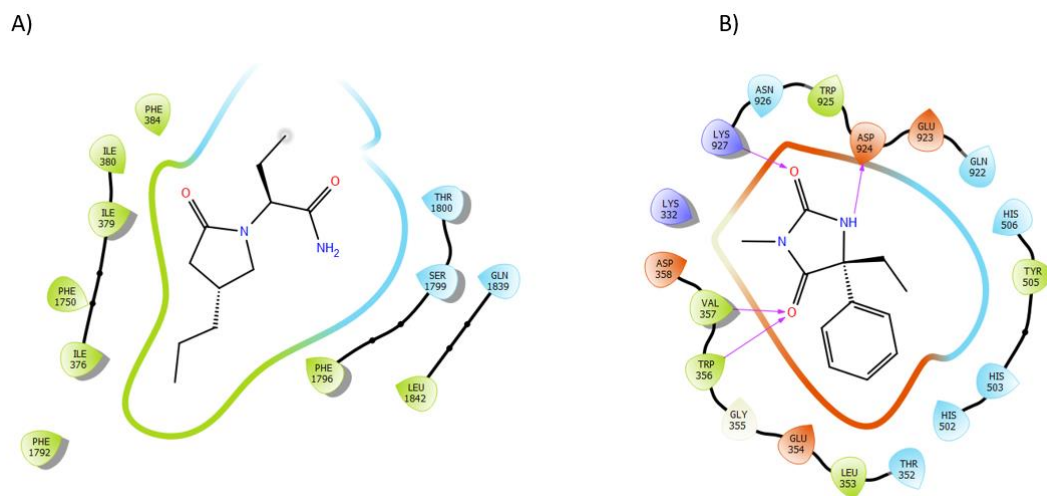 A)
PHE
384
ILE
380
ILE
379
PHE
1750
ILE
376
PHE
1792
O
N
O
NH2
THR
1800
SER
1799
GLN
1839
PHE
1796
LEU
1842
B)
ASN
926
TRP
925
LYS
927
ASP
924
GLU
923
GLN
922
LYS
332
HIS
506
ASP
358
TYR
505
VAL
357
TRP
356
HIS
503
GLY
355
HIS
502
GLU
354
LEU
353
THR
352
O
N
NH
O